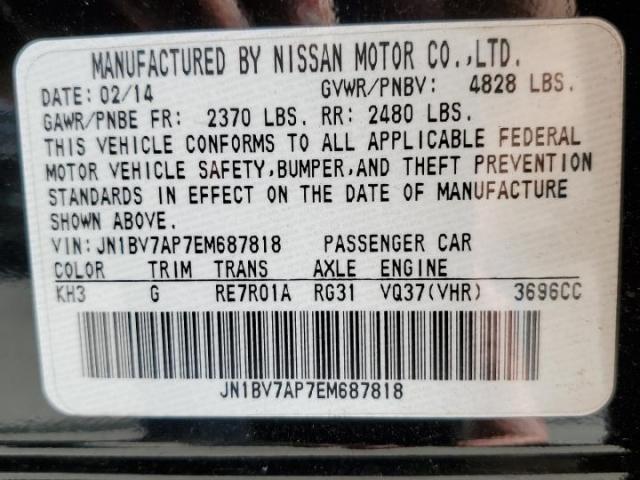 MANUFACTURED BY NISSAN MOTOR CO.,LTD.
DATE: 02/14 GVWR/PNBV: 4828 LBS.
GAWR/PNBE FR: 2370 LBS. RR: 2480 LBS.
THIS VEHICLE CONFORMS TO ALL APPLICABLE FEDERAL
MOTOR VEHICLE SAFETY,BUMPER,AND THEFT PREVENTION
STANDARDS IN EFFECT ON THE DATE OF MANUFACTURE
SHOWN ABOVE.
VIN: JN1BV7AP7EM687818 PASSENGER CAR
COLOR TRIM TRANS AXLE ENGINE
KH3 G RE7R01A RG31 VQ37(VHR) 3696CC
JN1BV7AP7EM687818